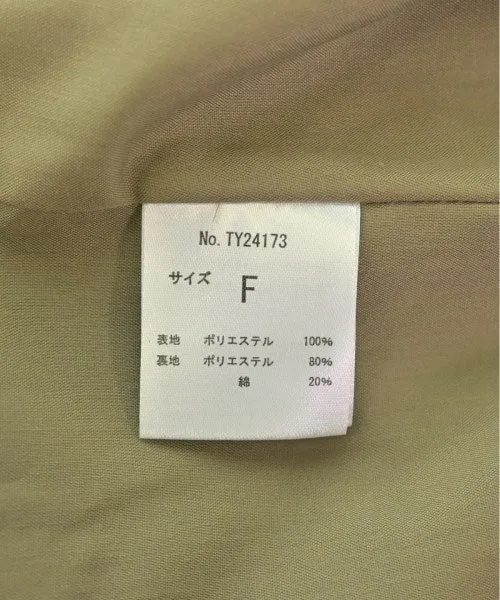 No. TY24173
サイズ F
表地 ポリエステル 100%
裏地 ポリエステル 80%
綿 20%